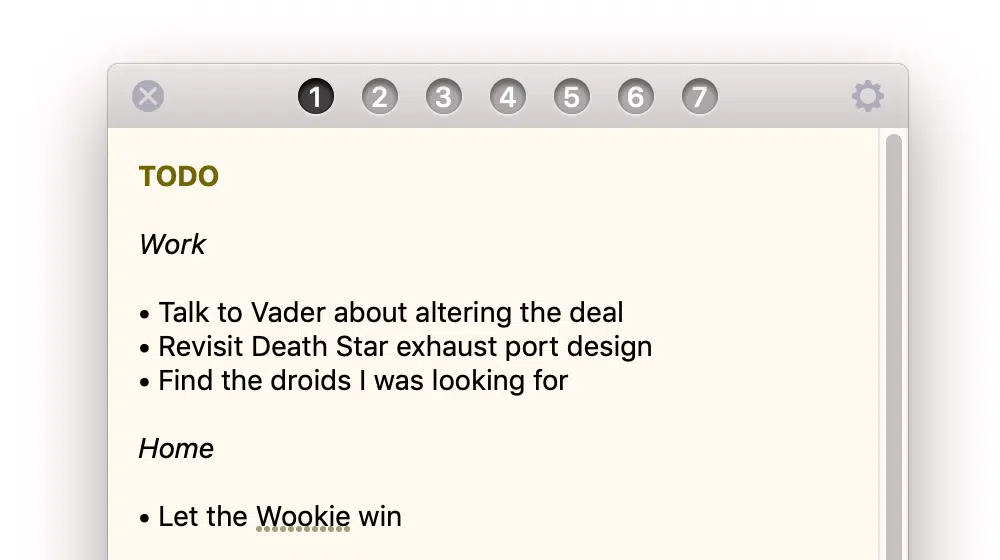 1 2 3 4 5 6 7
TODO
Work
• Talk to Vader about altering the deal
• Revisit Death Star exhaust port design
• Find the droids I was looking for
Home
• Let the Wookie win